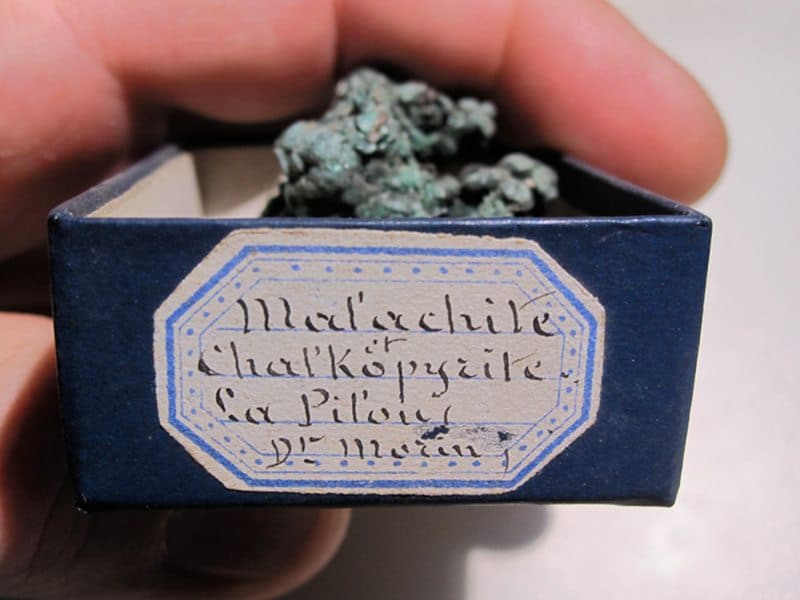 Malachite
et
Chalkopyrite.
La Pilou
Dr Morin